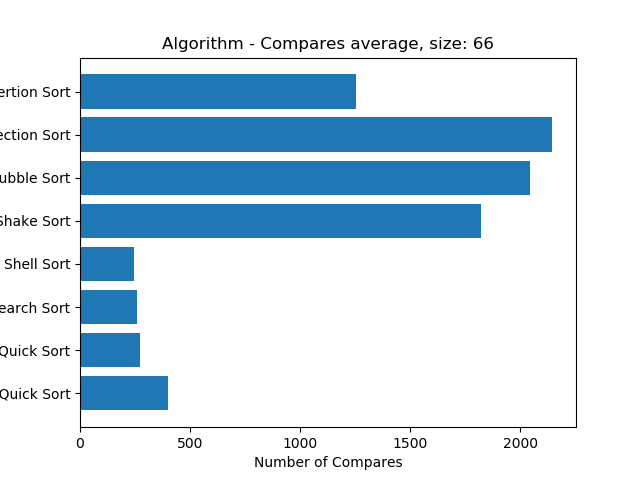 Algorithm - Compares average, size: 66
ertion Sort
ection Sort
ubble Sort
Shake Sort
Shell Sort
earch Sort
Quick Sort
Quick Sort
0 500 1000 1500 2000
Number of Compares